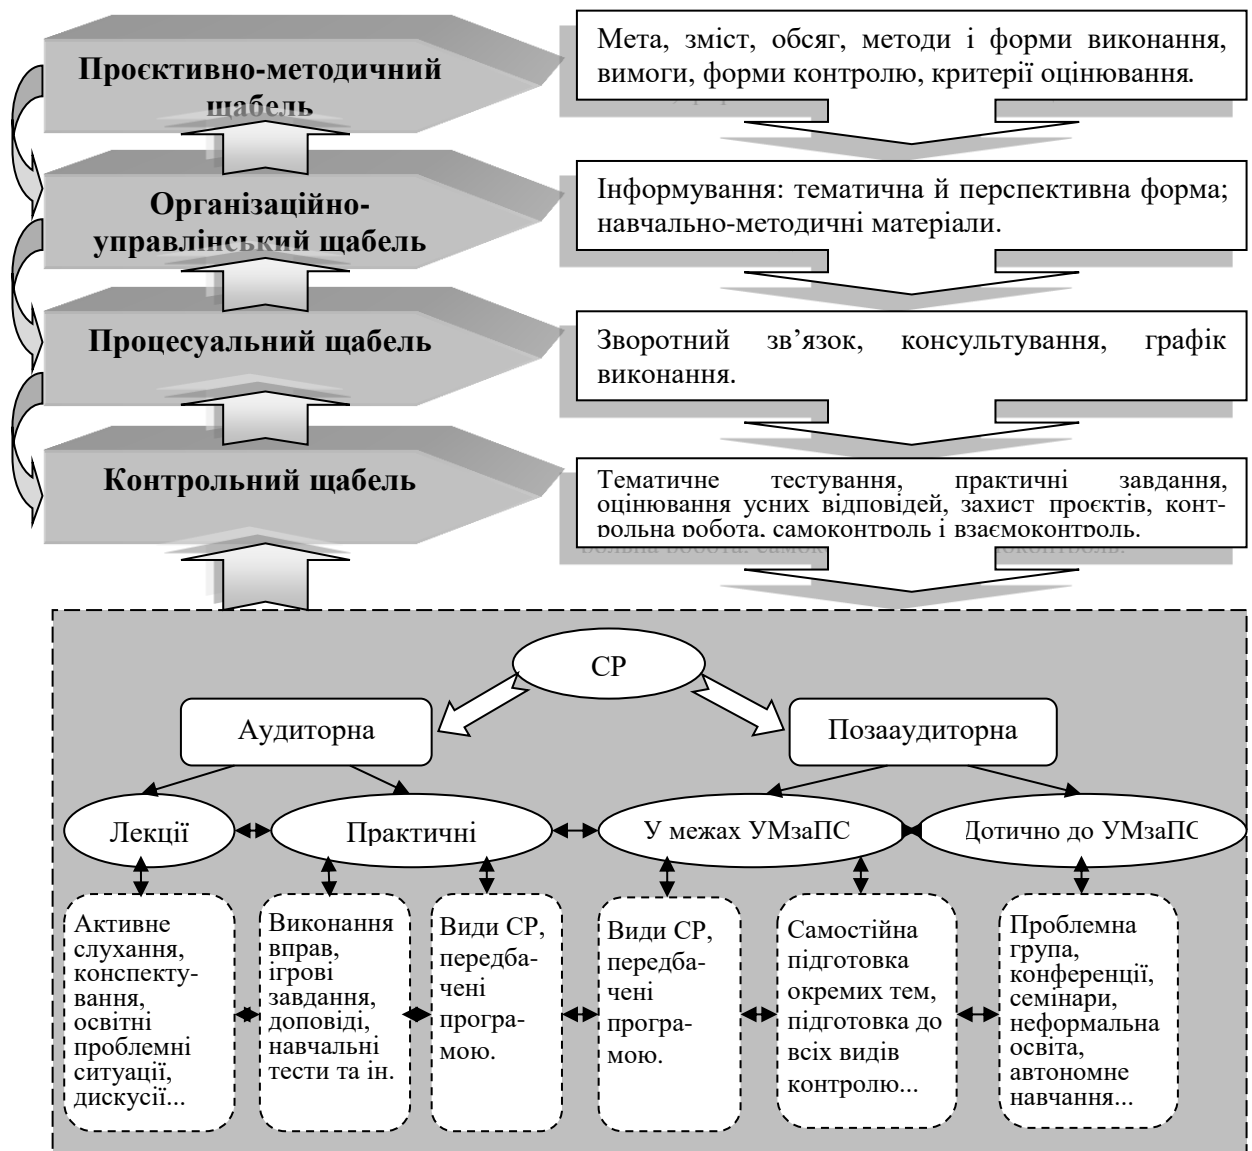 Проєктивно-методичний
щабель
Мета, зміст, обсяг, методи і форми виконання,
вимоги, форми контролю, критерії оцінювання.
Організаційно-
управлінський щабель
Інформування: тематична й перспективна форма;
навчально-методичні матеріали.
Процесуальний щабель
Зворотний зв’язок, консультування, графік
виконання.
Контрольний щабель
Тематичне тестування, практичні завдання,
оцінювання усних відповідей, захист проєктів, конт-
рольна робота, самоконтроль і взаємоконтроль.
СР
Аудиторна
Позааудиторна
Лекції
Практичні
У межах УМзаПС
Дотично до УМзаПС
Активне
слухання,
конспекту-
вання,
освітні
проблемні
ситуації,
дискусії...
Виконання
вправ,
ігрові
завдання,
доповіді,
навчальні
тести та ін.
Види СР,
передба-
чені
програ-
мою.
Види СР,
передба-
чені
програ-
мою.
Самостійна
підготовка
окремих тем,
підготовка до
всіх видів
контролю...
Проблемна
група,
конференції,
семінари,
неформальна
освіта,
автономне
навчання...